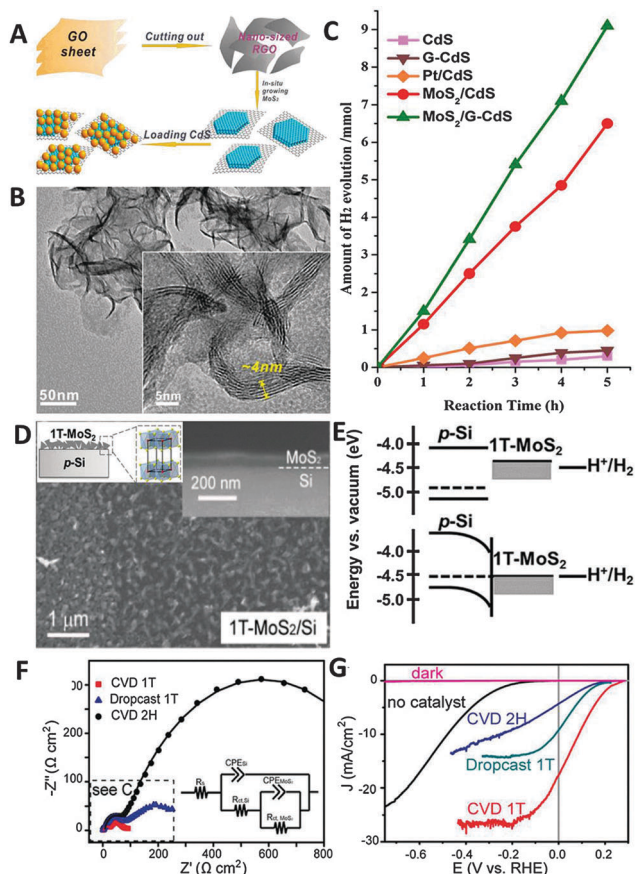 A
GO
sheet
Cutting out
Nano-sized
RGO
In-situ
growing
MoS₂
Loading CdS
B
50nm
5nm
~4nm
C
Amount of H₂ evolution /mmol
9
8
7
6
5
4
3
2
1
0
0 1 2 3 4 5
Reaction Time (h)
CdS
G-CdS
Pt/CdS
MoS₂/CdS
MoS₂/G-CdS
D
1T-MoS₂
p-Si
MoS₂
Si
200 nm
1 μm
1T-MoS₂/Si
E
Energy vs. vacuum (eV)
-4.0
-4.5
-5.0
p-Si
1T-MoS₂
H⁺/H₂
-4.0
-4.5
-5.0
p-Si
1T-MoS₂
H⁺/H₂
F
-Z" (Ω cm²)
300
100
50
0
CVD 1T
Dropcast 1T
CVD 2H
see C
Rs
CPE Si
Rct,Si
CPE MoS₂
Rct,MoS₂
0 200 400 600 800
Z' (Ω cm²)
G
J (mA/cm²)
0
-10
-20
-30
dark
no catalyst
CVD 2H
Dropcast 1T
CVD 1T
-0.6 -0.4 -0.2 0.0 0.2
E (V vs. RHE)